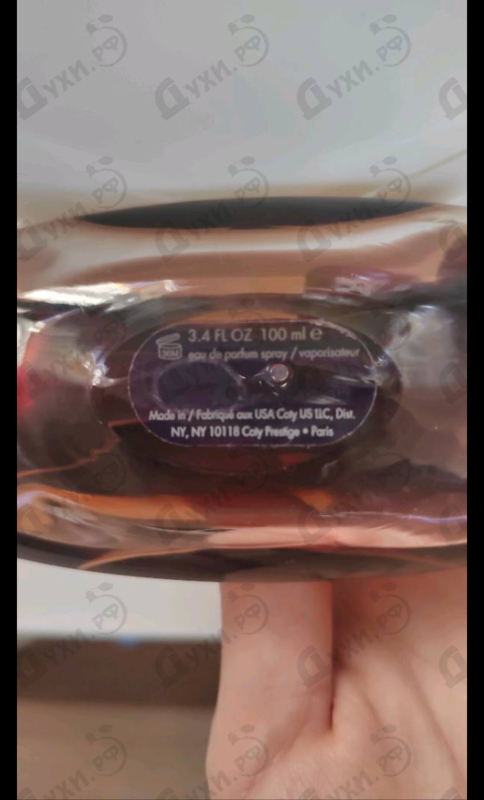 3.4 FL OZ 100 ml e
30M
eau de parfum spray / vaporisateur
Made in / Fabriqué aux USA Coty US LLC, Dist.
NY, NY 10118 Coty Prestige • Paris
Духи.рф